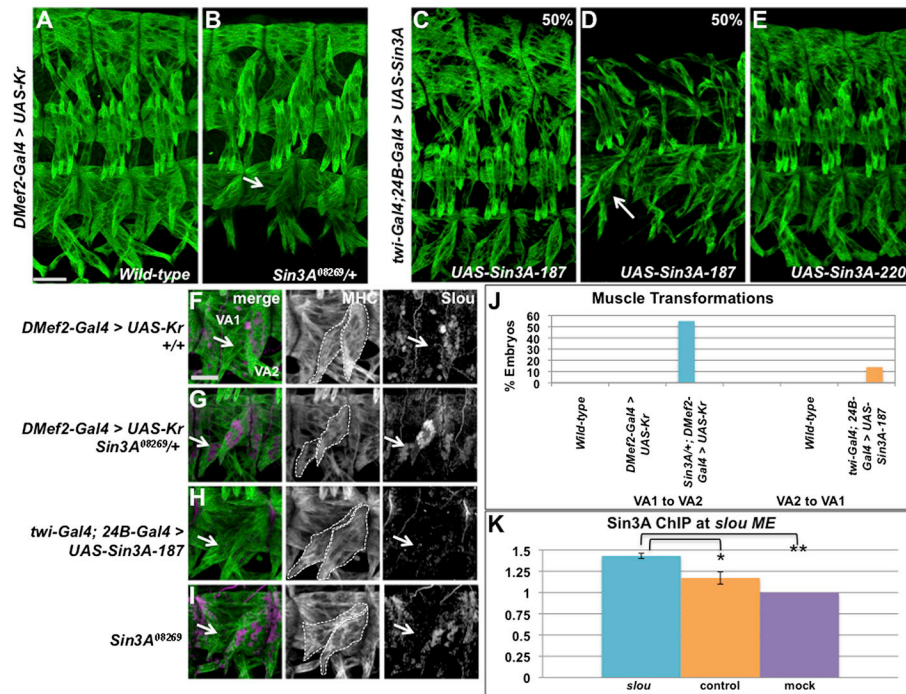 A
B
C
50%
D
50%
E
DMef2-Gal4 > UAS-Kr
twi-Gal4;24B-Gal4 > UAS-Sin3A
Wild-type
Sin3A08269/+
UAS-Sin3A-187
UAS-Sin3A-187
UAS-Sin3A-220
F
merge
MHC
Slou
VA1
VA2
DMef2-Gal4 > UAS-Kr
+/+
G
DMef2-Gal4 > UAS-Kr
Sin3A08269/+
H
twi-Gal4; 24B-Gal4 >
UAS-Sin3A-187
I
Sin3A08269
J
Muscle Transformations
% Embryos
60
50
40
30
20
10
0
Wild-type
DMef2-Gal4 >
UAS-Kr
Sin3A/+; DMef2-
Gal4 > UAS-Kr
Wild-type
twi-Gal4; 24B-
Gal4 > UAS-
Sin3A-187
VA1 to VA2
VA2 to VA1
K
Sin3A ChIP at slou ME
1.5
1.25
1
0.75
0.5
0.25
0
*
**
slou
control
mock